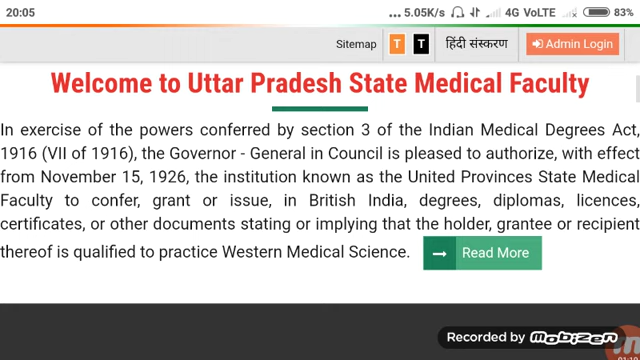 20:05 ... 5.05K/s 4G VoLTE 83%
Sitemap T T हिंदी संस्करण Admin Login
Welcome to Uttar Pradesh State Medical Faculty
In exercise of the powers conferred by section 3 of the Indian Medical Degrees Act,
1916 (VII of 1916), the Governor - General in Council is pleased to authorize, with effect
from November 15, 1926, the institution known as the United Provinces State Medical
Faculty to confer, grant or issue, in British India, degrees, diplomas, licences,
certificates, or other documents stating or implying that the holder, grantee or recipient
thereof is qualified to practice Western Medical Science. → Read More
Recorded by mobizen